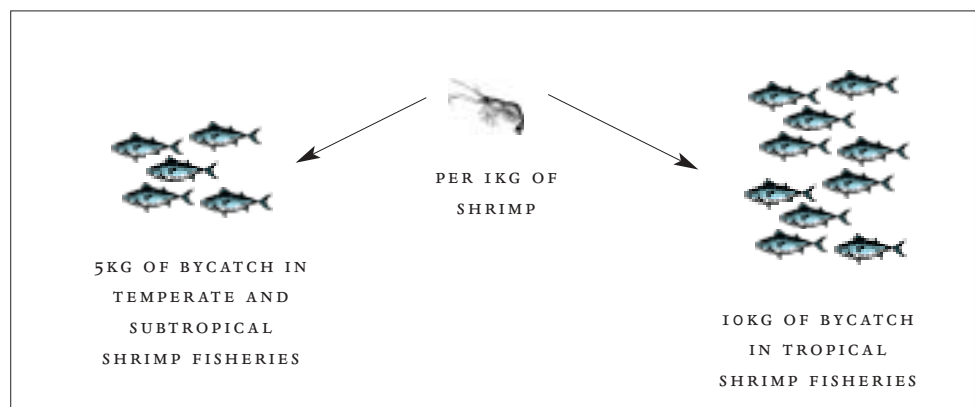 PER 1KG OF
SHRIMP
5KG OF BYCATCH IN
TEMPERATE AND
SUBTROPICAL
SHRIMP FISHERIES
10KG OF BYCATCH
IN TROPICAL
SHRIMP FISHERIES